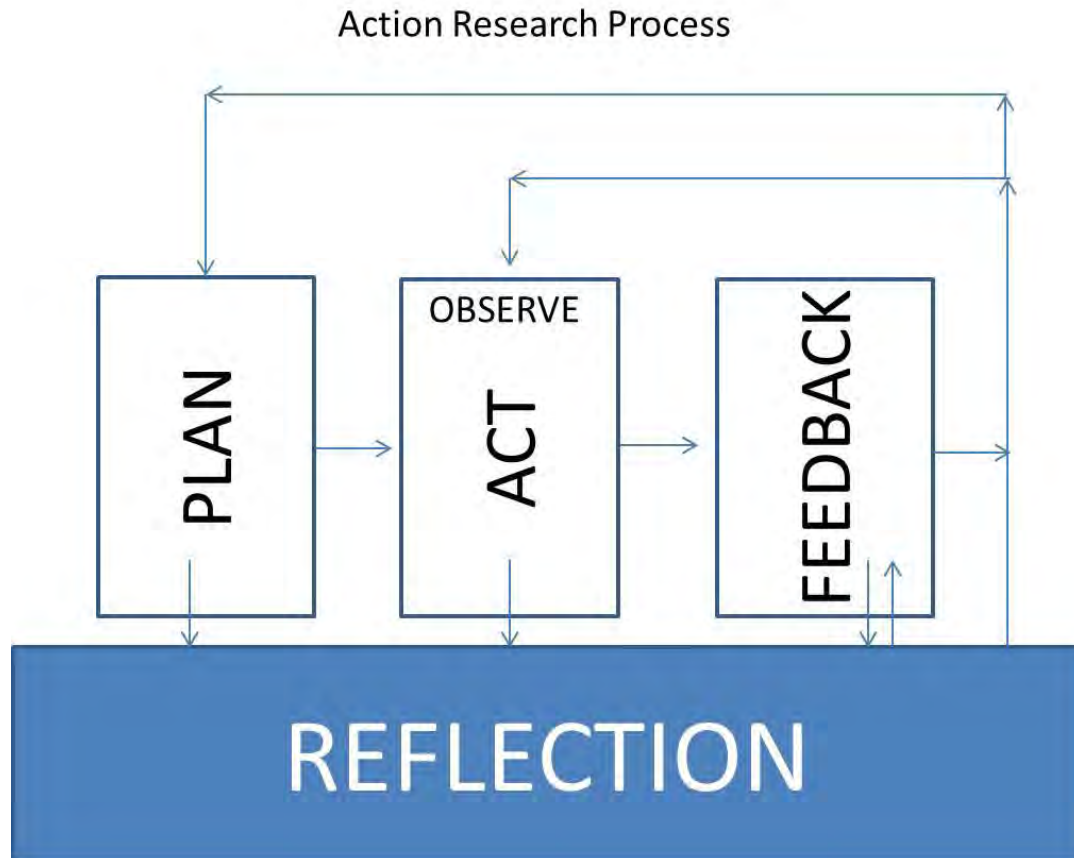 Action Research Process
PLAN
OBSERVE
ACT
FEEDBACK
REFLECTION